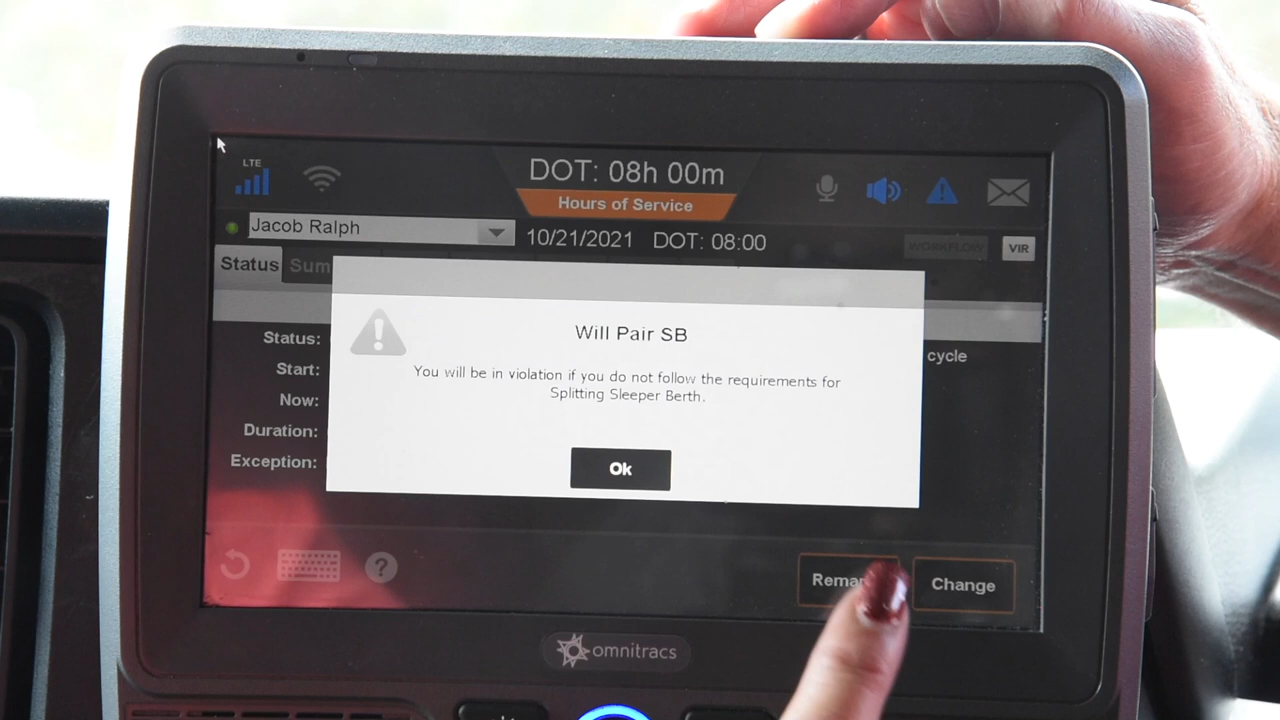 LTE
DOT: 08h 00m
Hours of Service
Jacob Ralph
10/21/2021 DOT: 08:00
WORKFLOW
VIR
Status
Sum
Will Pair SB
You will be in violation if you do not follow the requirements for
Splitting Sleeper Berth.
Ok
Status:
cycle
Start:
Now:
Duration:
Exception:
?
Remar
Change
omnitracs